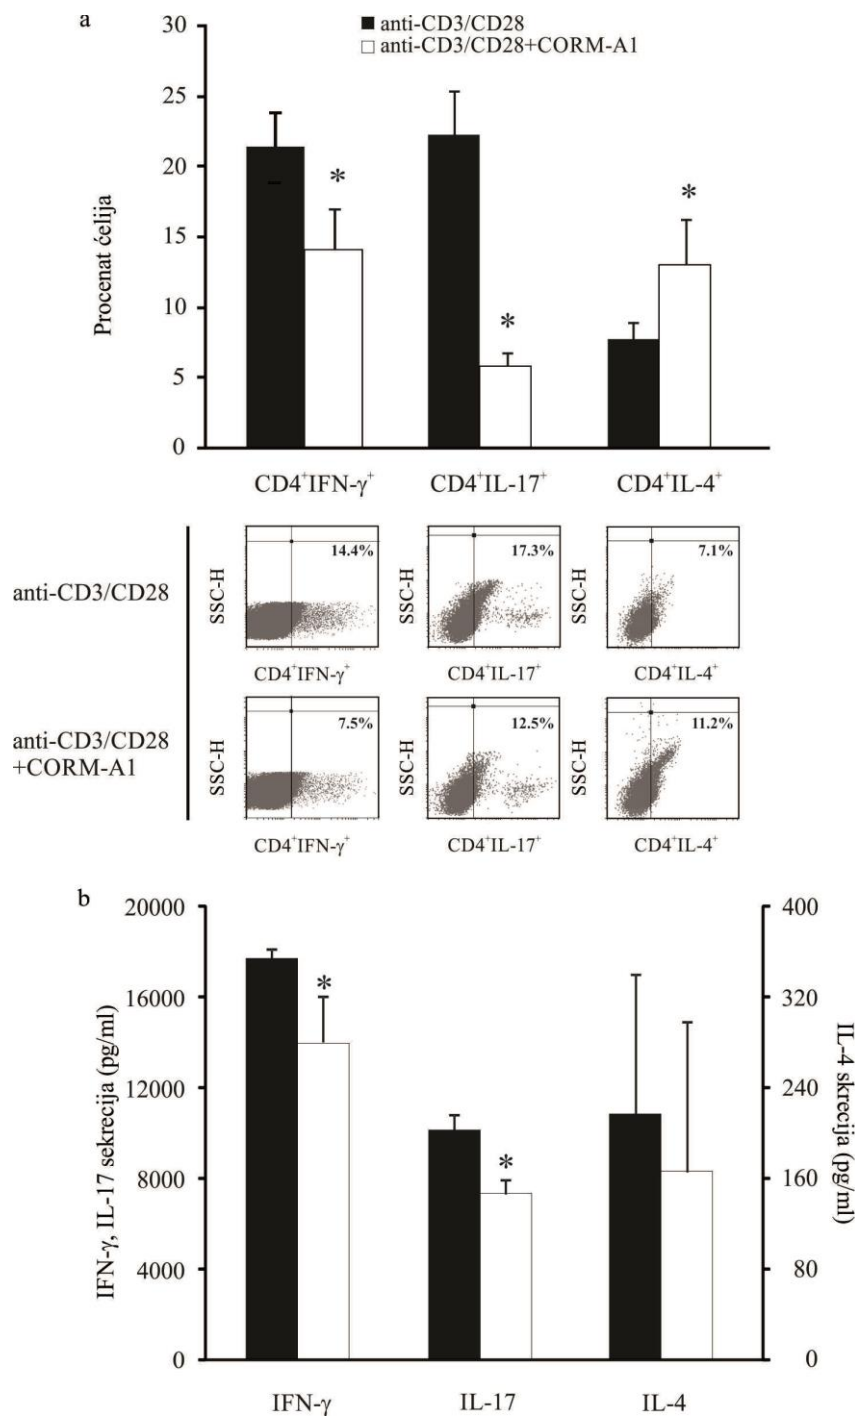 a
anti-CD3/CD28
anti-CD3/CD28+CORM-A1
Procenat ćelija
30
25
20
15
10
5
0
*
*
*
CD4⁺IFN-γ⁺ CD4⁺IL-17⁺ CD4⁺IL-4⁺
anti-CD3/CD28
SSC-H 14.4% SSC-H 17.3% SSC-H 7.1%
CD4⁺IFN-γ⁺ CD4⁺IL-17⁺ CD4⁺IL-4⁺
anti-CD3/CD28
+CORM-A1
SSC-H 7.5% SSC-H 12.5% SSC-H 11.2%
CD4⁺IFN-γ⁺ CD4⁺IL-17⁺ CD4⁺IL-4⁺
b
IFN-γ, IL-17 sekrecija (pg/ml)
20000
16000
12000
8000
4000
0
*
*
400
320
240
160
80
0
IL-4 skrecija
(pg/ml)
IFN-γ IL-17 IL-4